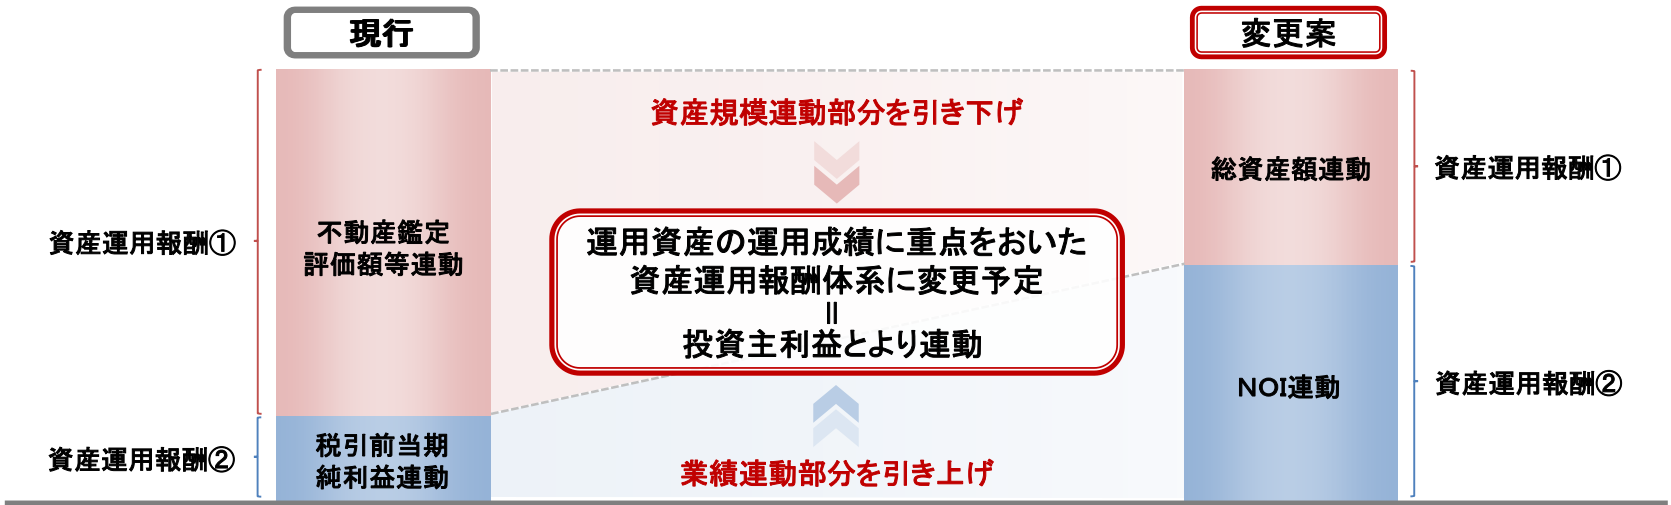 現行
変更案
資産規模連動部分を引き下げ
総資産額連動
資産運用報酬①
資産運用報酬①
不動産鑑定
評価額等連動
運用資産の運用成績に重点をおいた
資産運用報酬体系に変更予定
＝
投資主利益とより連動
NOI連動
資産運用報酬②
資産運用報酬②
税引前当期
純利益連動
業績連動部分を引き上げ